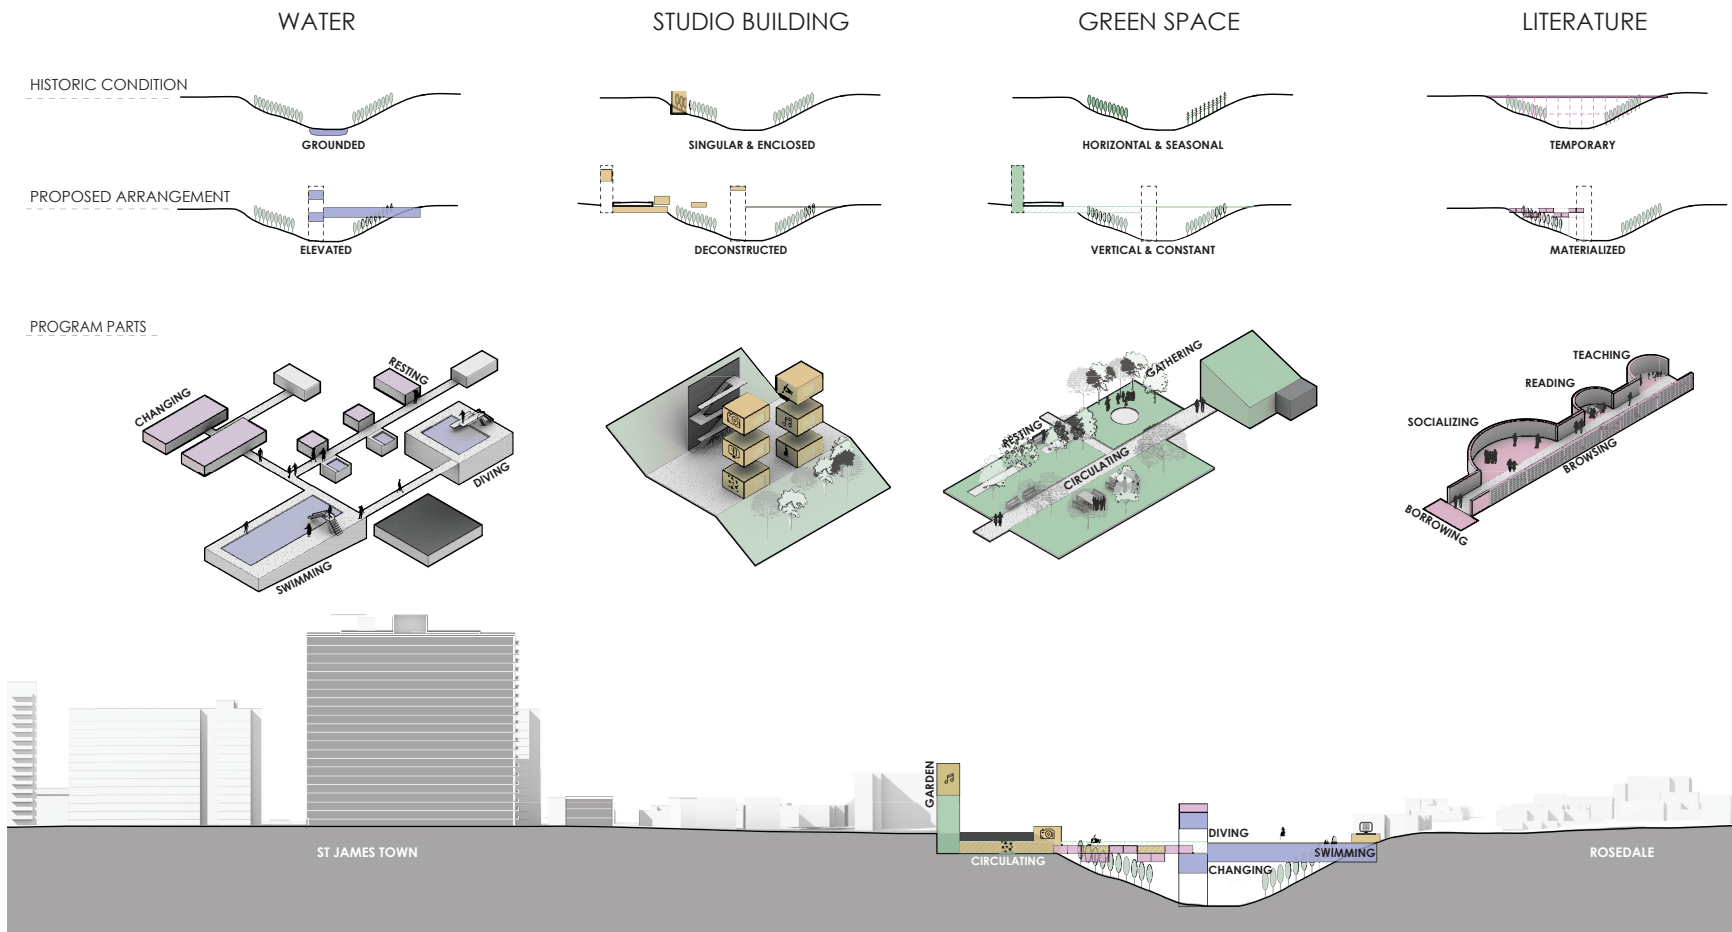 WATER
STUDIO BUILDING
GREEN SPACE
LITERATURE
HISTORIC CONDITION
GROUNDED
SINGULAR & ENCLOSED
HORIZONTAL & SEASONAL
TEMPORARY
PROPOSED ARRANGEMENT
ELEVATED
DECONSTRUCTED
VERTICAL & CONSTANT
MATERIALIZED
PROGRAM PARTS
CHANGING
RESTING
DIVING
SWIMMING
GATHERING
RESTING
CIRCULATING
TEACHING
READING
SOCIALIZING
BROWSING
BORROWING
GARDEN
DIVING
SWIMMING
CHANGING
CIRCULATING
ST JAMES TOWN
ROSEDALE